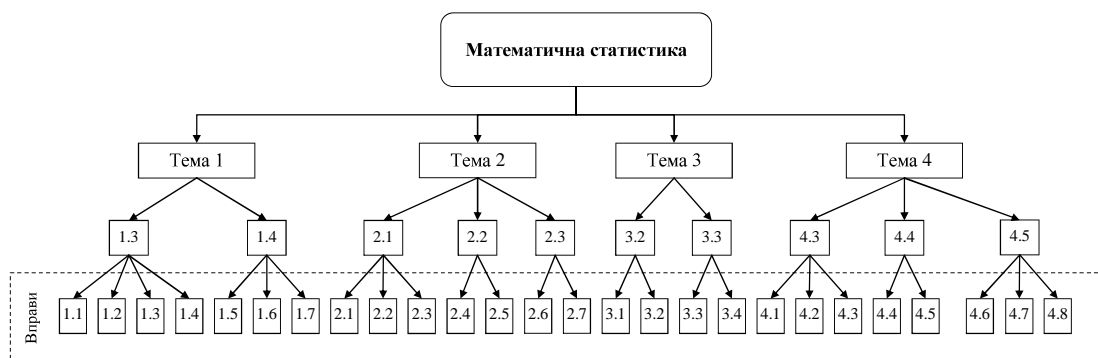 Математична статистика
Тема 1 Тема 2 Тема 3 Тема 4
1.3 1.4 2.1 2.2 2.3 3.2 3.3 4.3 4.4 4.5
Вправи
1.1 1.2 1.3 1.4 1.5 1.6 1.7 2.1 2.2 2.3 2.4 2.5 2.6 2.7 3.1 3.2 3.3 3.4 4.1 4.2 4.3 4.4 4.5 4.6 4.7 4.8